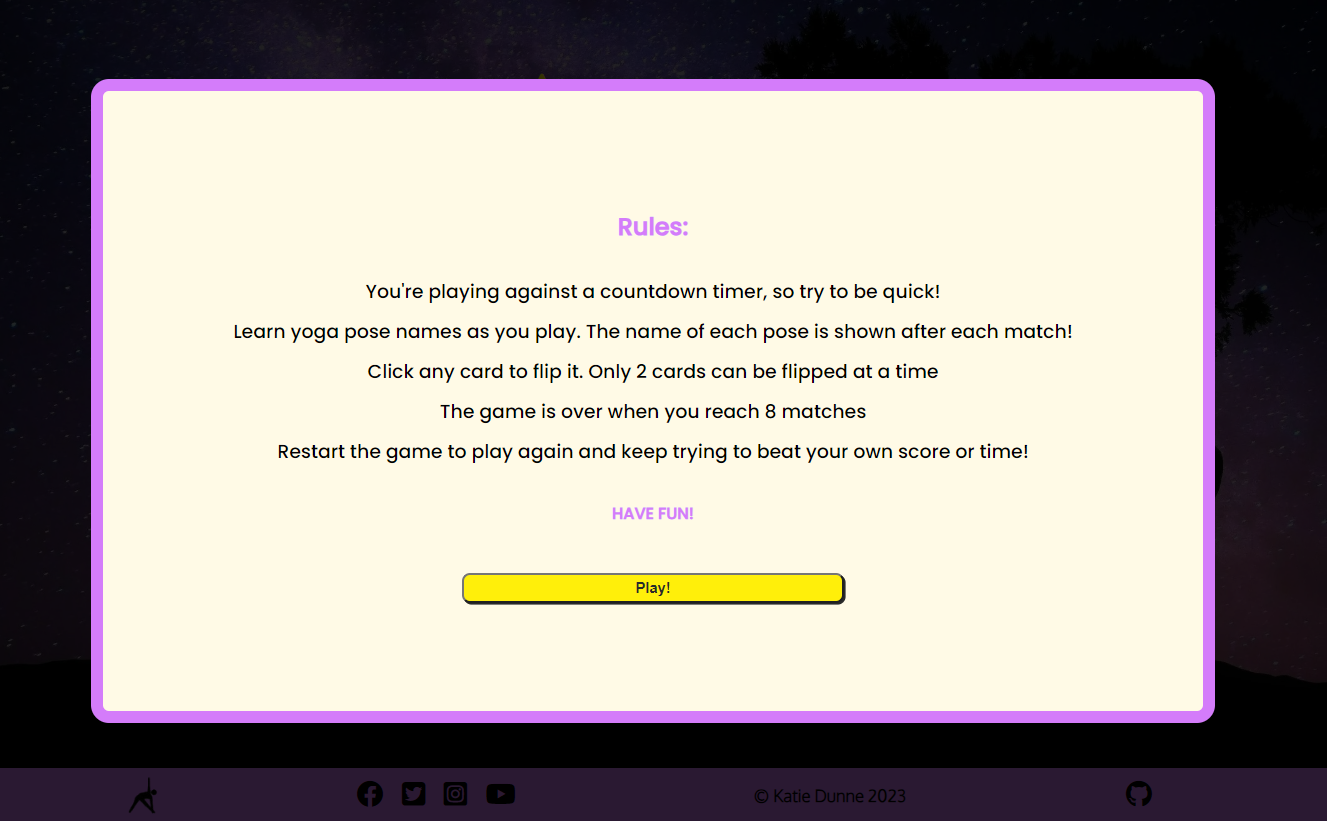 Rules:
You're playing against a countdown timer, so try to be quick!
Learn yoga pose names as you play. The name of each pose is shown after each match!
Click any card to flip it. Only 2 cards can be flipped at a time
The game is over when you reach 8 matches
Restart the game to play again and keep trying to beat your own score or time!
HAVE FUN!
Play!
© Katie Dunne 2023